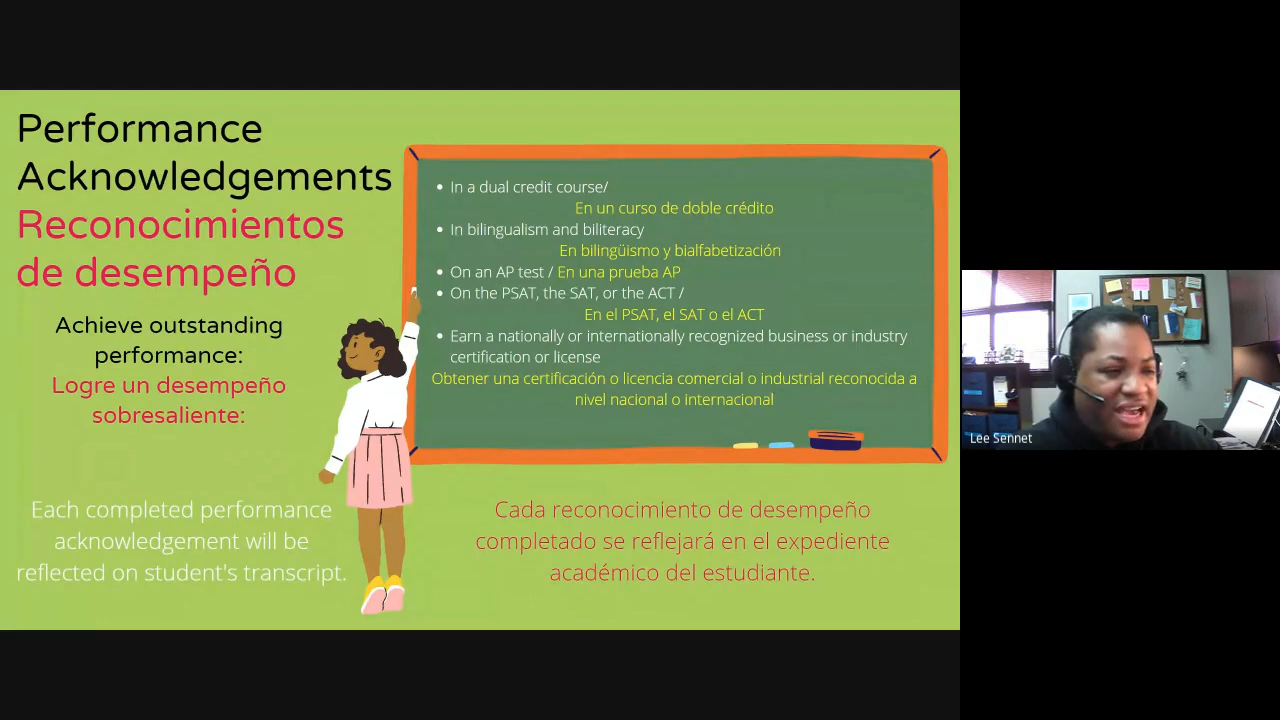 Performance
Acknowledgements
Reconocimientos
de desempeño
Achieve outstanding
performance:
Logre un desempeño
sobresaliente:
In a dual credit course/
En un curso de doble crédito
In bilingualism and biliteracy
En bilingüismo y bialfabetización
On an AP test / En una prueba AP
On the PSAT, the SAT, or the ACT /
En el PSAT, el SAT o el ACT
Earn a nationally or internationally recognized business or industry
certification or license
Obtener una certificación o licencia comercial o industrial reconocida a
nivel nacional o internacional
Each completed performance
acknowledgement will be
reflected on student's transcript.
Cada reconocimiento de desempeño
completado se reflejará en el expediente
académico del estudiante.
Lee Sennet